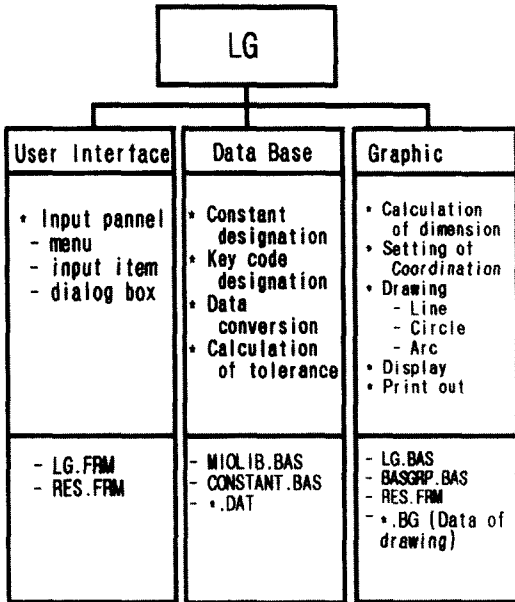 LG
User Interface
* Input pannel
- menu
- input item
- dialog box
- LG.FRM
- RES.FRM
Data Base
* Constant
designation
* Key code
designation
* Data
conversion
* Calculation
of tolerance
- MIOLIB.BAS
- CONSTANT.BAS
- *.DAT
Graphic
* Calculation
of dimension
* Setting of
Coordination
* Drawing
- Line
- Circle
- Arc
* Display
* Print out
- LG.BAS
- BASGRP.BAS
- RES.FRM
- *.BG (Data of
drawing)